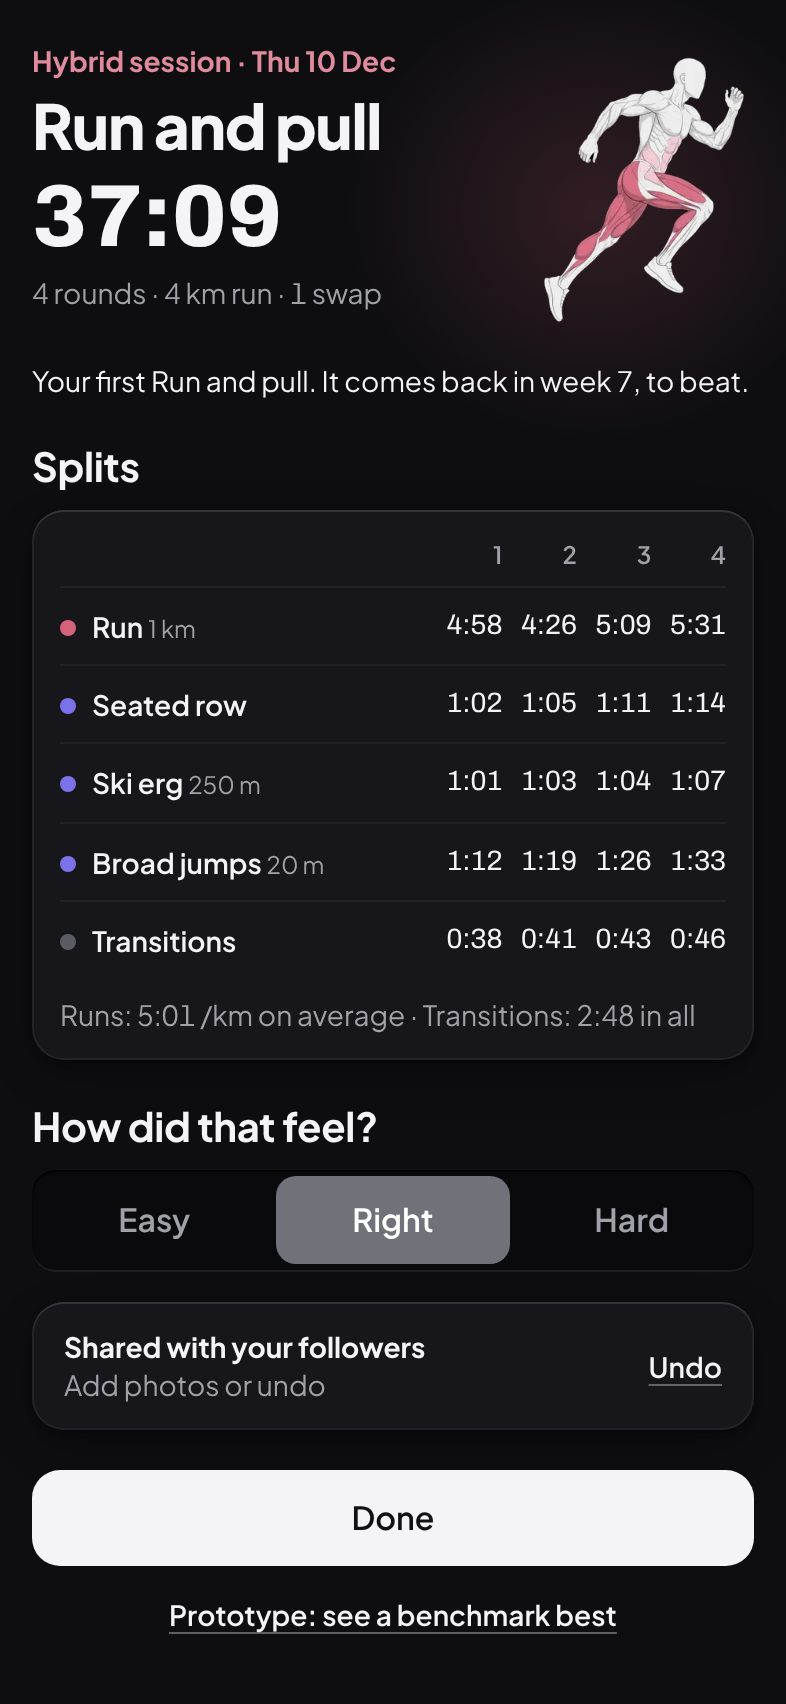 Hybrid session · Thu 10 Dec
Run and pull
37:09
4 rounds · 4 km run · 1 swap
Your first Run and pull. It comes back in week 7, to beat.
Splits
1 2 3 4
Run 1 km 4:58 4:26 5:09 5:31
Seated row 1:02 1:05 1:11 1:14
Ski erg 250 m 1:01 1:03 1:04 1:07
Broad jumps 20 m 1:12 1:19 1:26 1:33
Transitions 0:38 0:41 0:43 0:46
Runs: 5:01 /km on average · Transitions: 2:48 in all
How did that feel?
Easy Right Hard
Shared with your followers
Add photos or undo
Undo
Done
Prototype: see a benchmark best